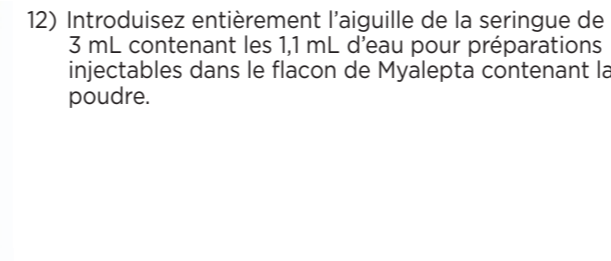 12) Introduisez entièrement l'aiguille de la seringue de
3 mL contenant les 1,1 mL d'eau pour préparations
injectables dans le flacon de Myalepta contenant la
poudre.